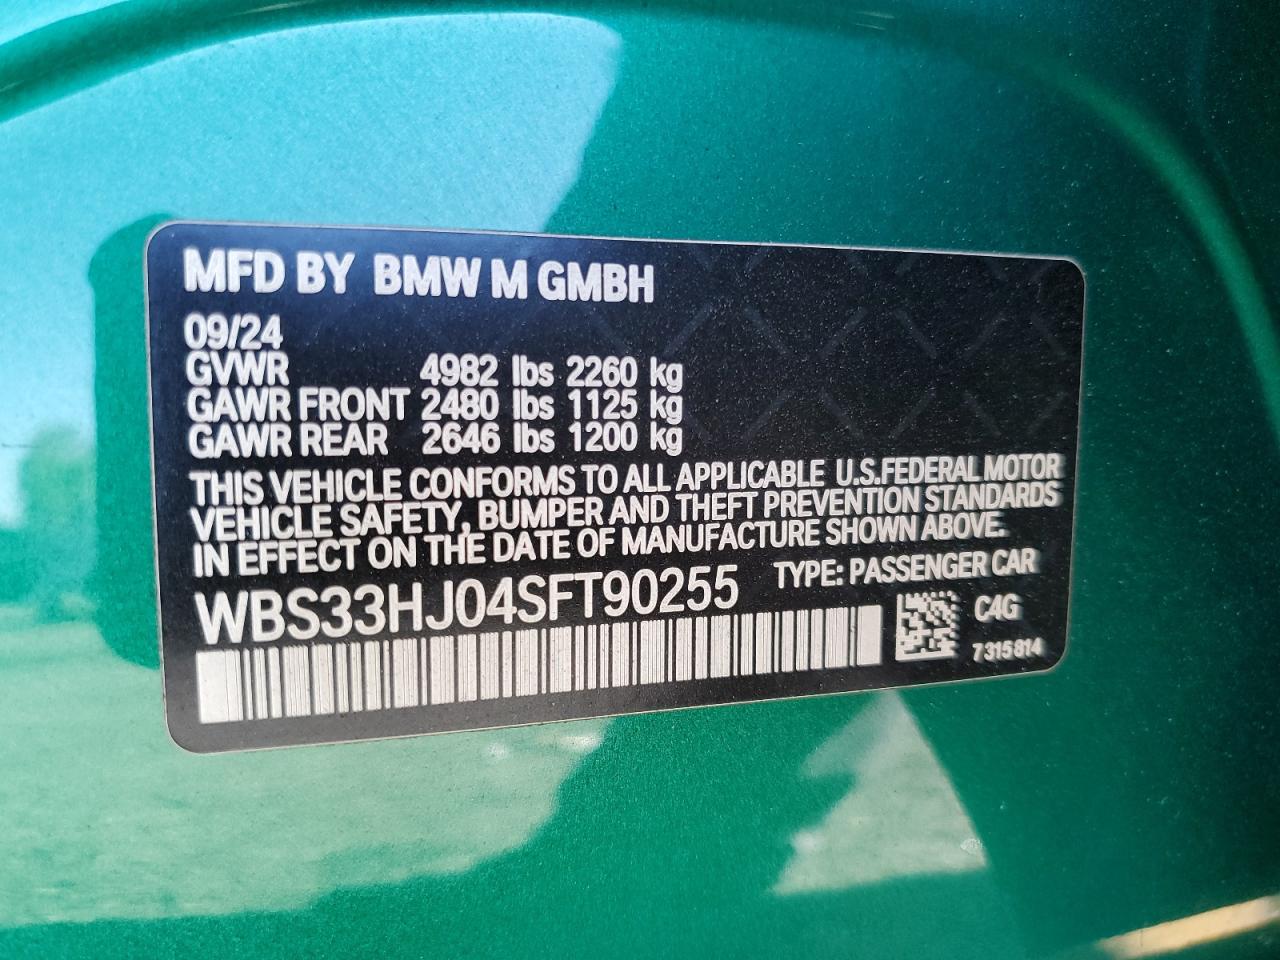 MFD BY BMW M GMBH
09/24
GVWR 4982 lbs 2260 kg
GAWR FRONT 2480 lbs 1125 kg
GAWR REAR 2646 lbs 1200 kg
THIS VEHICLE CONFORMS TO ALL APPLICABLE U.S.FEDERAL MOTOR
VEHICLE SAFETY, BUMPER AND THEFT PREVENTION STANDARDS
IN EFFECT ON THE DATE OF MANUFACTURE SHOWN ABOVE.
WBS33HJ04SFT90255 TYPE: PASSENGER CAR
C4G
7315814